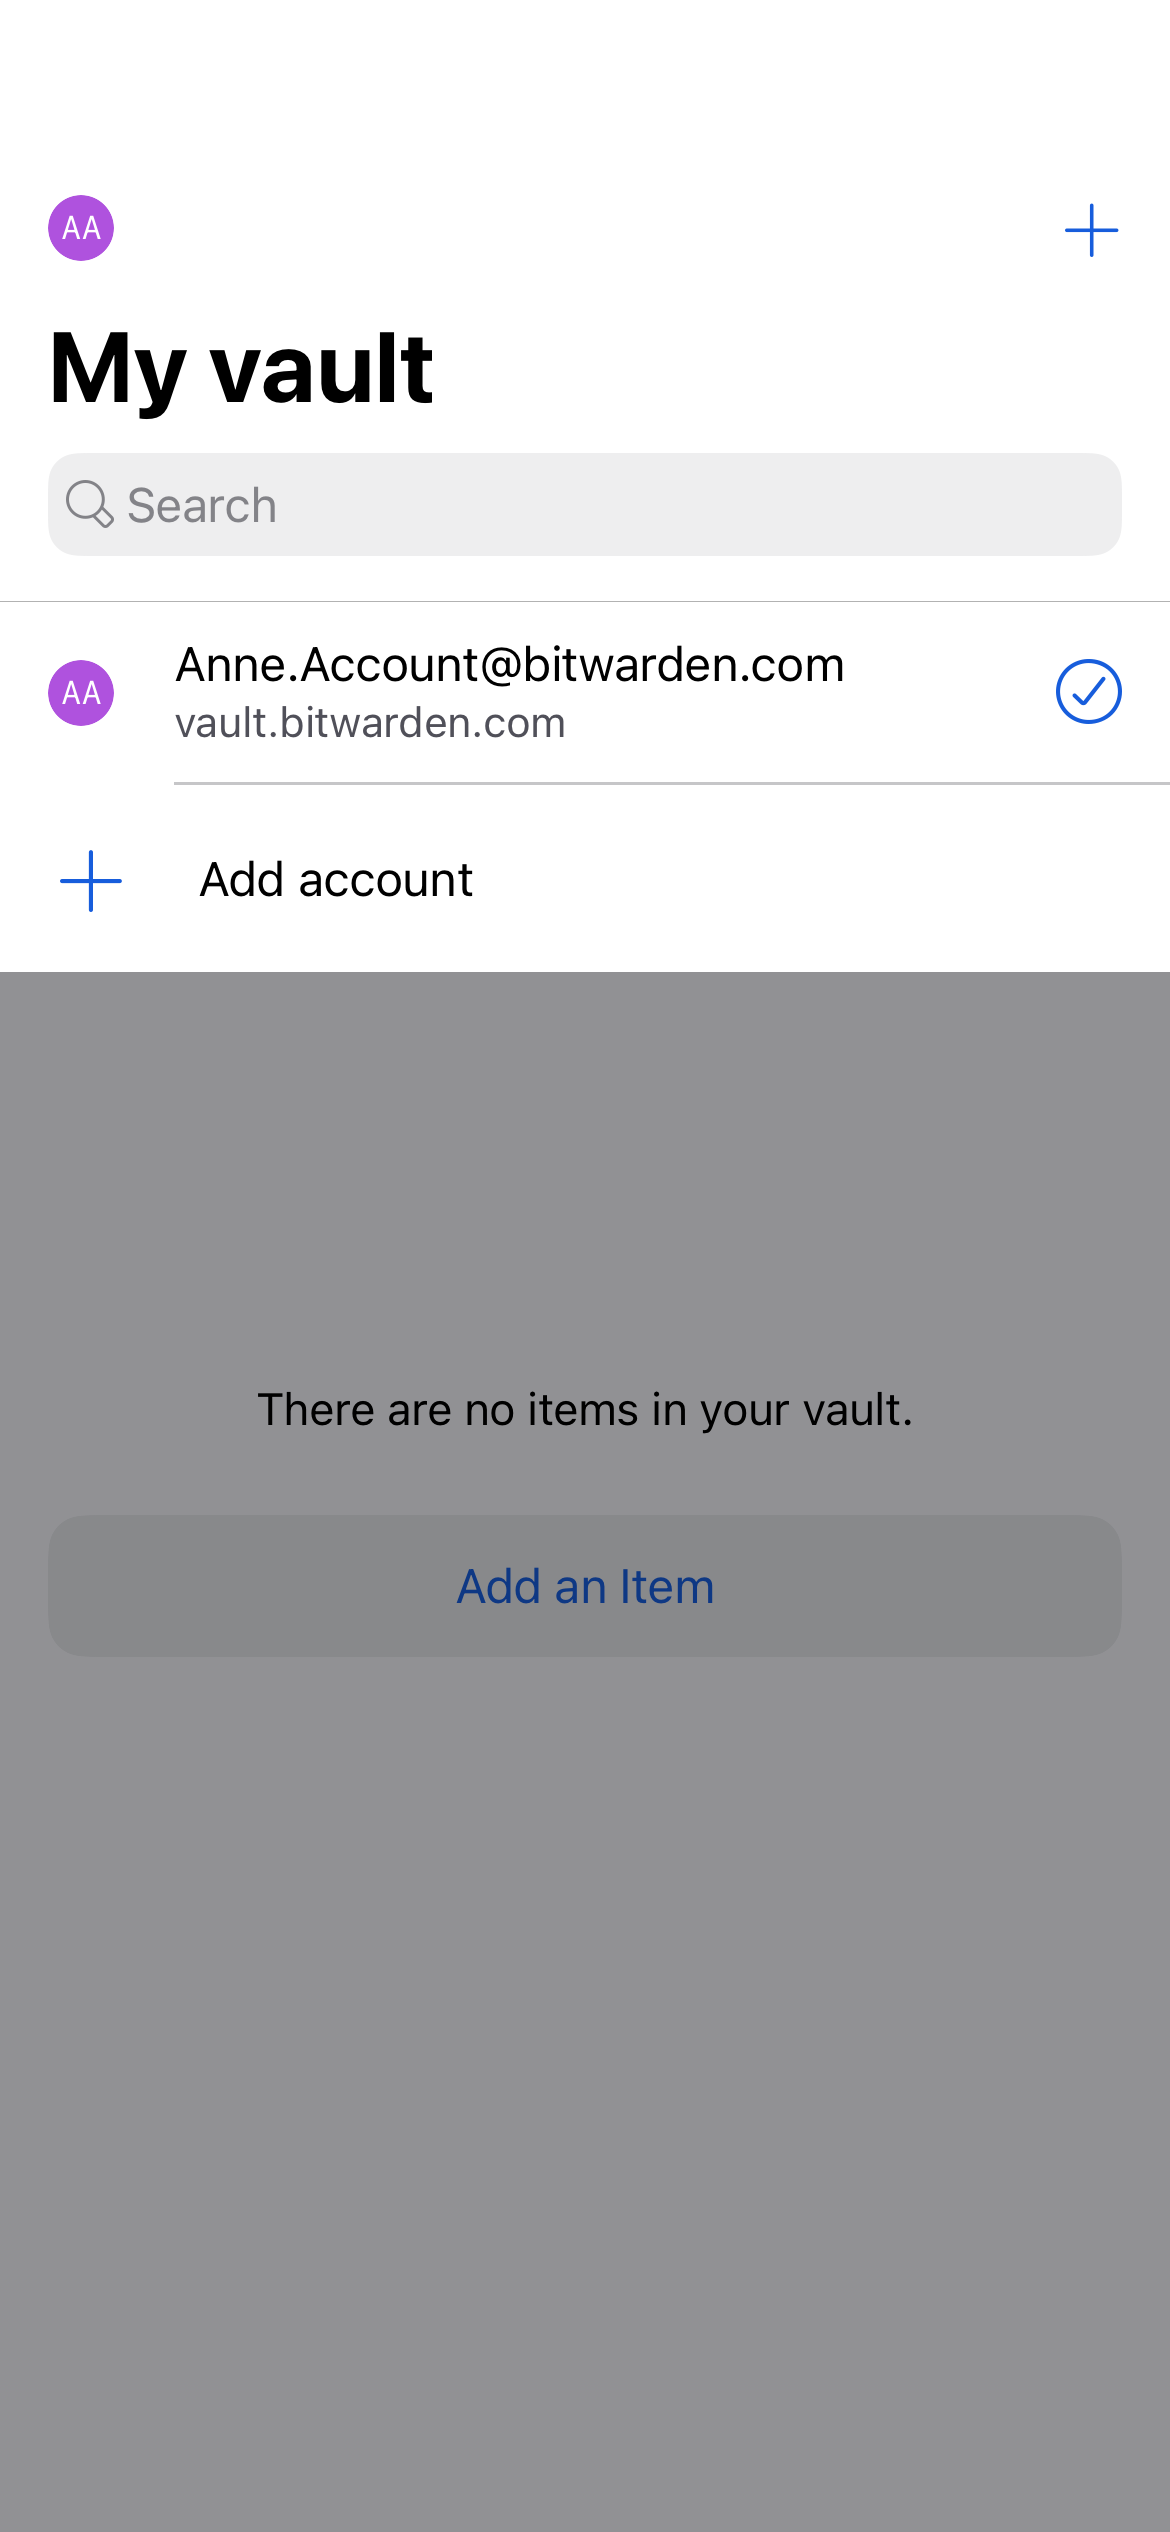 AA
My vault
Search
AA
Anne.Account@bitwarden.com
vault.bitwarden.com
Add account
There are no items in your vault.
Add an Item